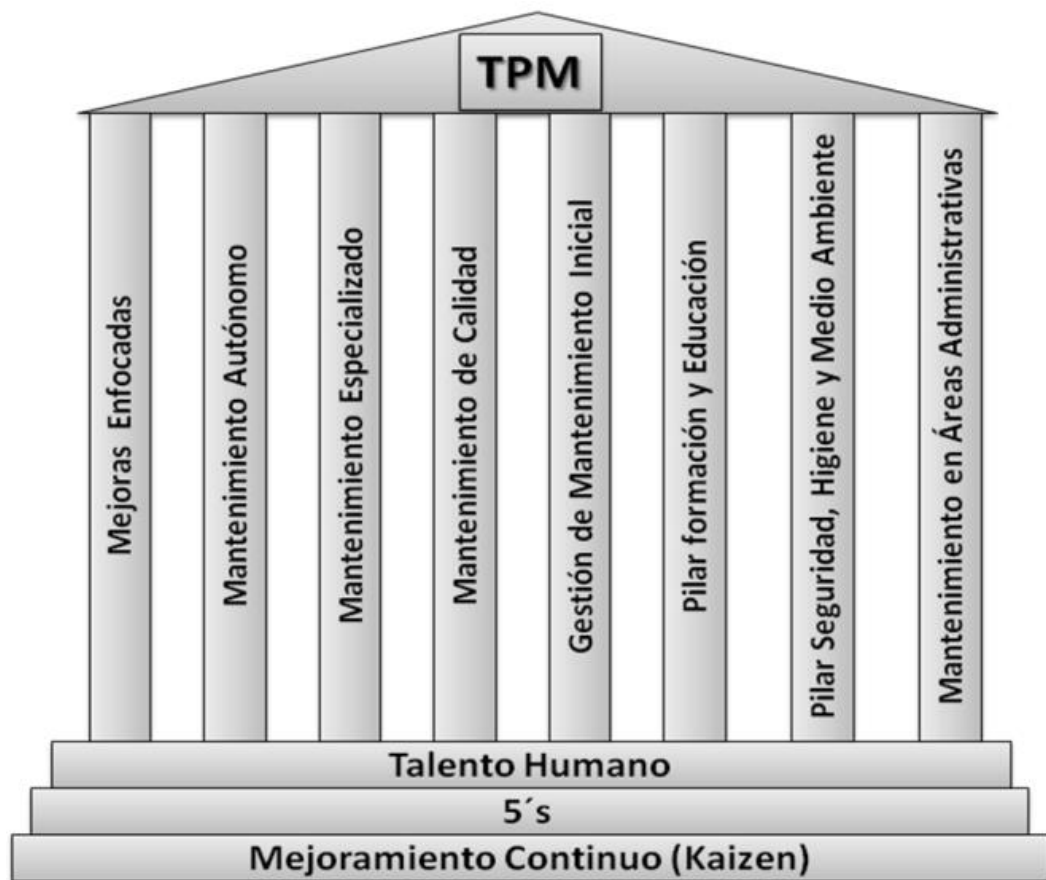 TPM
Mejoras Enfocadas
Mantenimiento Autónomo
Mantenimiento Especializado
Mantenimiento de Calidad
Gestión de Mantenimiento Inicial
Pilar formación y Educación
Pilar Seguridad, Higiene y Medio Ambiente
Mantenimiento en Áreas Administrativas
Talento Humano
5´s
Mejoramiento Continuo (Kaizen)